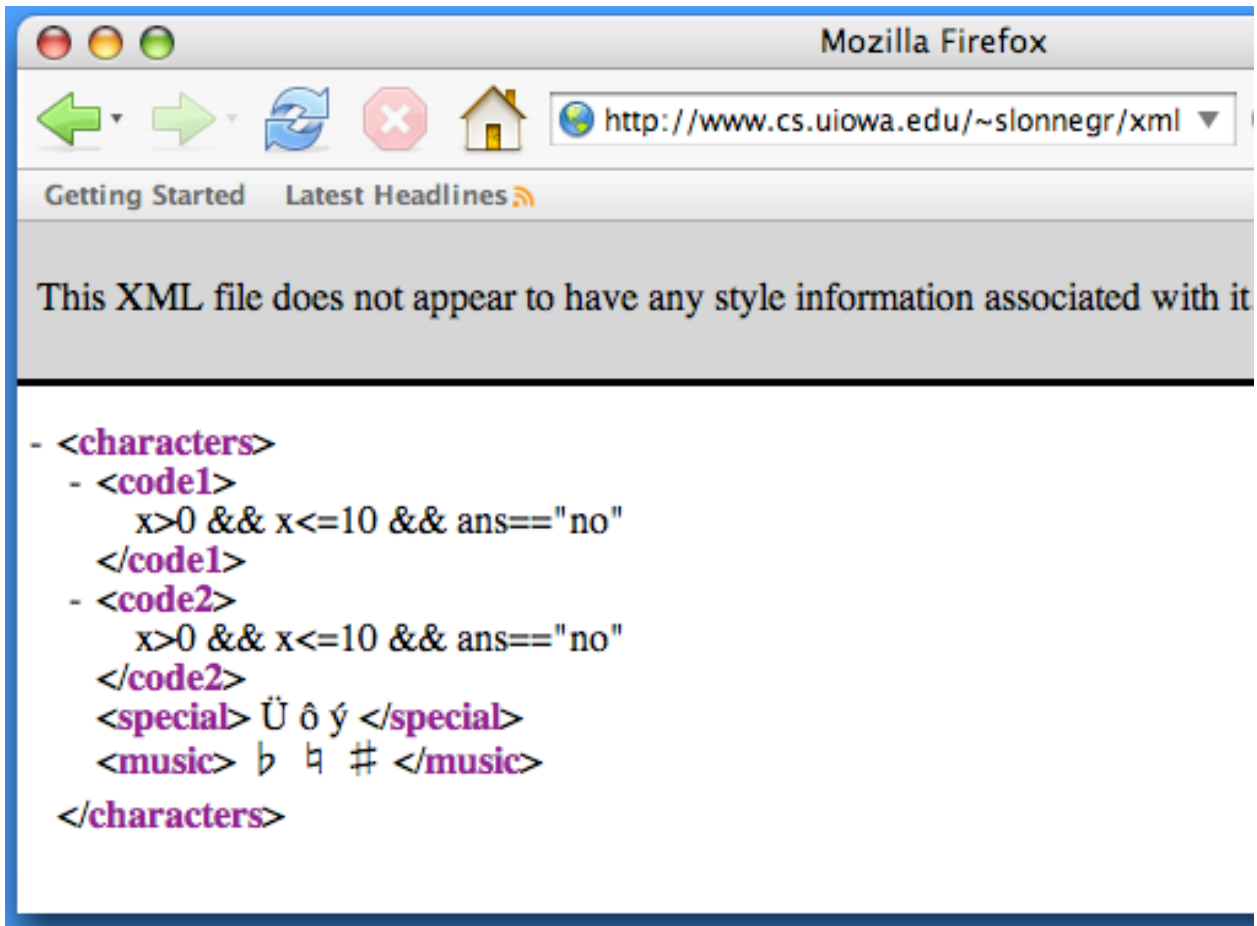 Mozilla Firefox
http://www.cs.uiowa.edu/~slonnegr/xml
Getting Started Latest Headlines
This XML file does not appear to have any style information associated with it
- <characters>
- <code1>
x>0 && x<=10 && ans=="no"
</code1>
- <code2>
x>0 && x<=10 && ans=="no"
</code2>
<special> Ü ô ý </special>
<music> ♭ ♮ ♯ </music>
</characters>